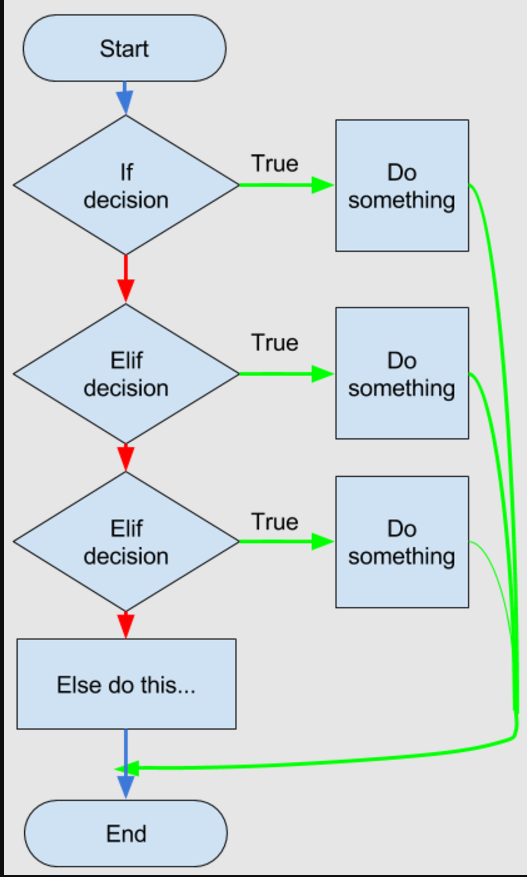 Start
If
decision
True
Do
something
Elif
decision
True
Do
something
Elif
decision
True
Do
something
Else do this...
End